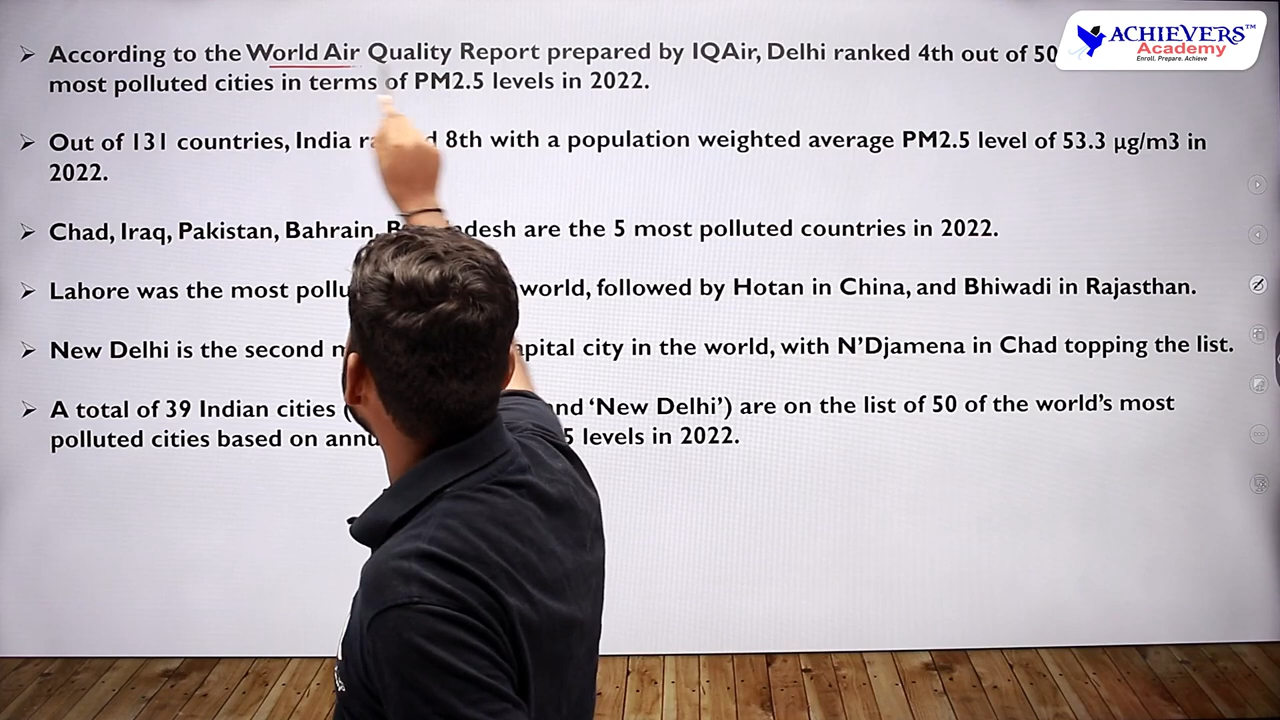 ➢ According to the World Air Quality Report prepared by IQAir, Delhi ranked 4th out of 50
most polluted cities in terms of PM2.5 levels in 2022.
➢ Out of 131 countries, India 8th with a population weighted average PM2.5 level of 53.3 µg/m3 in
2022.
➢ Chad, Iraq, Pakistan, Bahrain, are the 5 most polluted countries in 2022.
➢ Lahore was the most world, followed by Hotan in China, and Bhiwadi in Rajasthan.
➢ New Delhi is the second city in the world, with N’Djamena in Chad topping the list.
➢ A total of 39 Indian cities ( ‘New Delhi’) are on the list of 50 of the world’s most
polluted cities based on levels in 2022.
ACHIEVERS™
Academy
Enroll. Prepare. Achieve